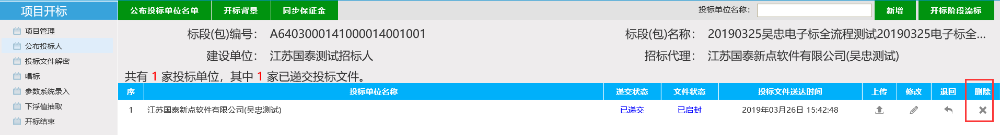 项目开标
公布投标单位名单 开标背景 同步保证金 投标单位名称： 新增 开标阶段流标
项目管理
公布投标人
投标文件解密
唱标
参数系统录入
下浮值抽取
开标结束
标段(包)编号： A6403000141000014001001 标段(包)名称： 20190325吴忠电子标全流程测试20190325电子标全...
建设单位： 江苏国泰测试招标人 招标代理： 江苏国泰新点软件有限公司(吴忠测试)
共有 1 家投标单位，其中 1 家已递交投标文件。
序 投标单位名称 递交状态 文件状态 投标文件送达时间 上传 修改 退回 删除
1 江苏国泰新点软件有限公司(吴忠测试) 已递交 已启封 2019年03月26日 15:42:48